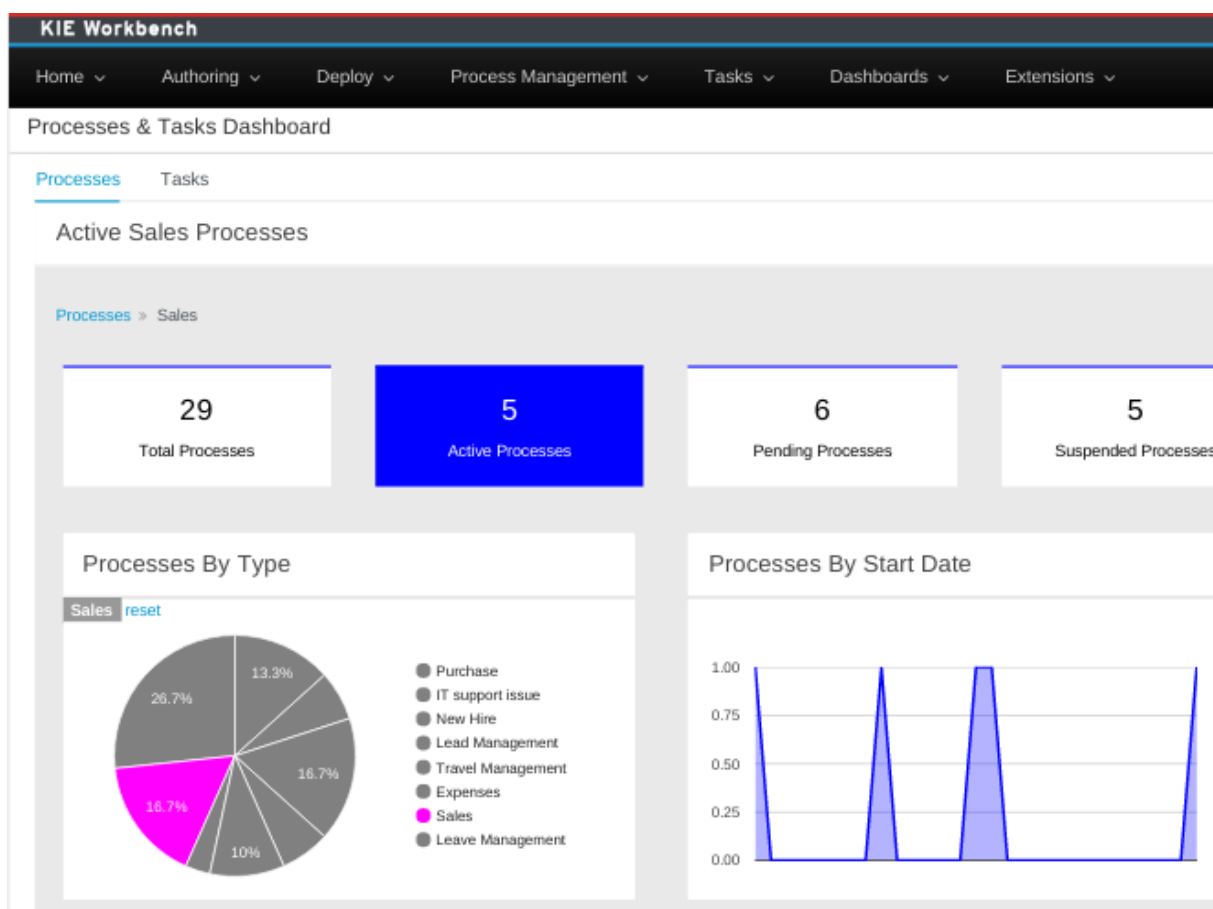 KIE Workbench
Home Authoring Deploy Process Management Tasks Dashboards Extensions
Processes & Tasks Dashboard
Processes Tasks
Active Sales Processes
Processes » Sales
29 5 6 5
Total Processes Active Processes Pending Processes Suspended Processes
Processes By Type Processes By Start Date
Sales reset
13.3%
26.7%
16.7%
16.7%
10%
Purchase
IT support issue
New Hire
Lead Management
Travel Management
Expenses
Sales
Leave Management
1.00
0.75
0.50
0.25
0.00